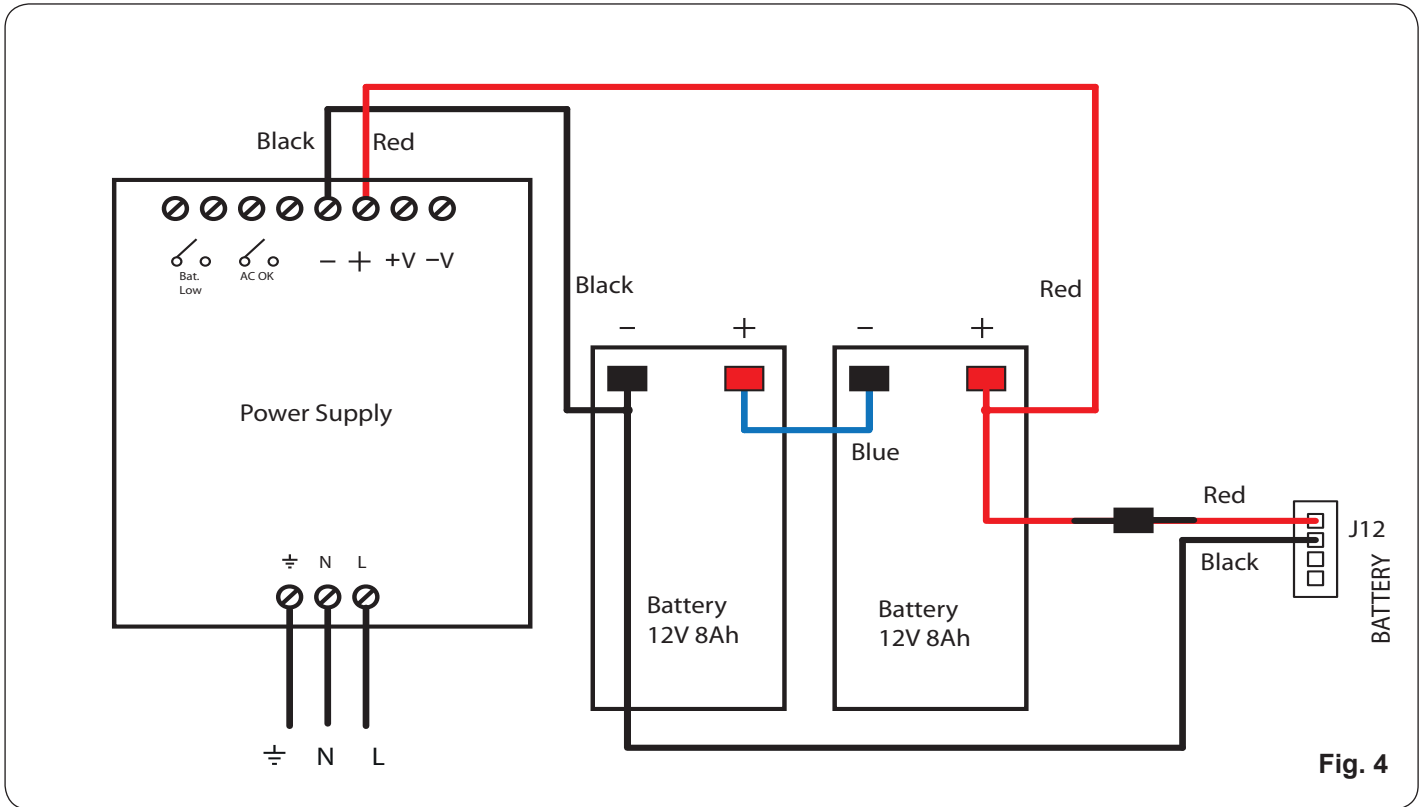 Black
Red
Bat.
Low
AC OK
− + +V −V
Black
Red
− +
− +
Power Supply
Blue
Red
J12
Black
BATTERY
N L
Battery
12V 8Ah
Battery
12V 8Ah
N L
Fig. 4